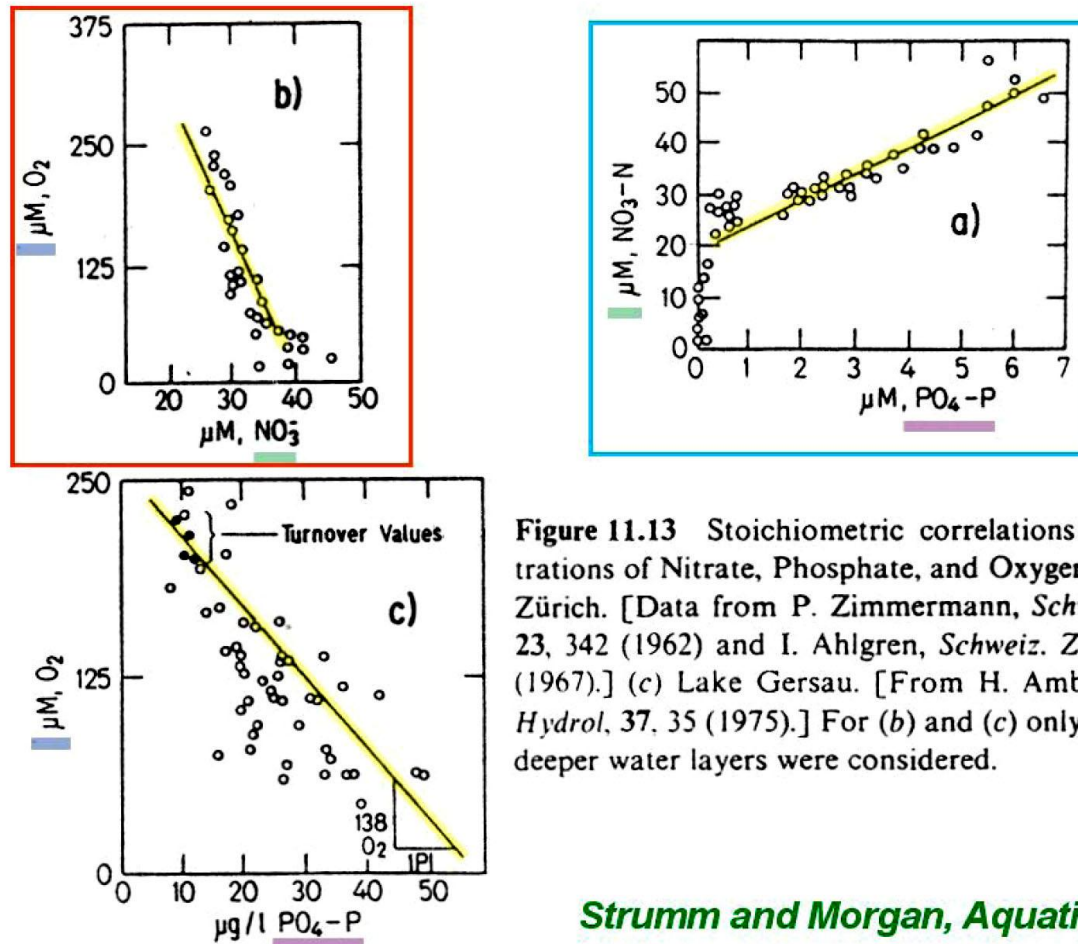 375
250
125
0
µM, O₂
b)
20 30 40 50
µM, NO₃⁻
50
40
30
20
10
0
µM, NO₃-N
a)
0 1 2 3 4 5 6 7
µM, PO₄-P
250
125
0
µM, O₂
Turnover Values
c)
138
O₂
1P
0 10 20 30 40 50
µg/l PO₄-P
Figure 11.13 Stoichiometric correlations
trations of Nitrate, Phosphate, and Oxygen
Zürich. [Data from P. Zimmermann, Sch
23, 342 (1962) and I. Ahlgren, Schweiz. Z
(1967).] (c) Lake Gersau. [From H. Amb
Hydrol, 37, 35 (1975).] For (b) and (c) only
deeper water layers were considered.
Strumm and Morgan, Aquati